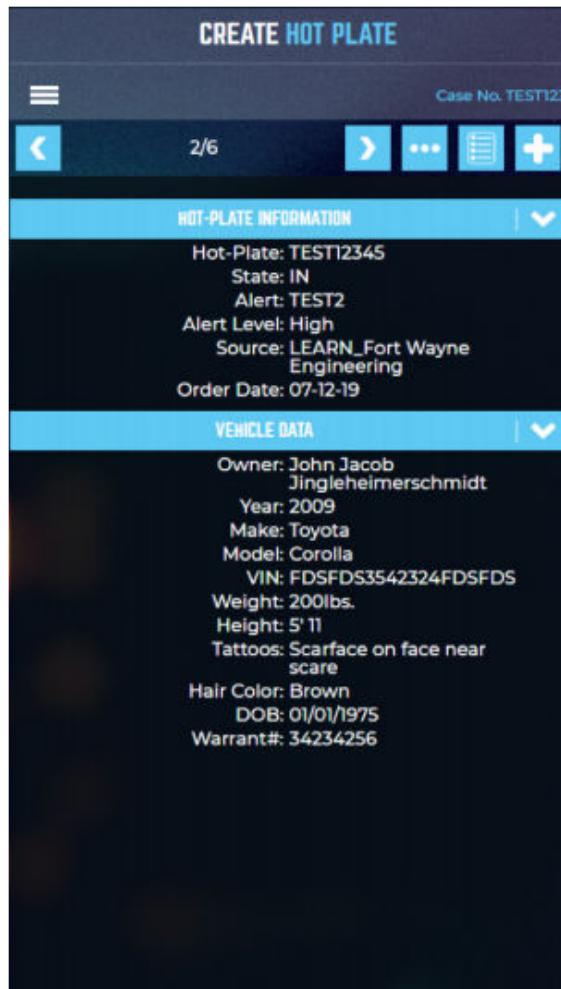 CREATE HOT PLATE
Case No. TEST123
2/6
HOT-PLATE INFORMATION
Hot-Plate: TEST12345
State: IN
Alert: TEST2
Alert Level: High
Source: LEARN_Fort Wayne
Engineering
Order Date: 07-12-19
VEHICLE DATA
Owner: John Jacob
Jingleheimerschmidt
Year: 2009
Make: Toyota
Model: Corolla
VIN: FDSFDS3542324FDSFDS
Weight: 200lbs.
Height: 5' 11
Tattoos: Scarface on face near
scare
Hair Color: Brown
DOB: 01/01/1975
Warrant#: 34234256